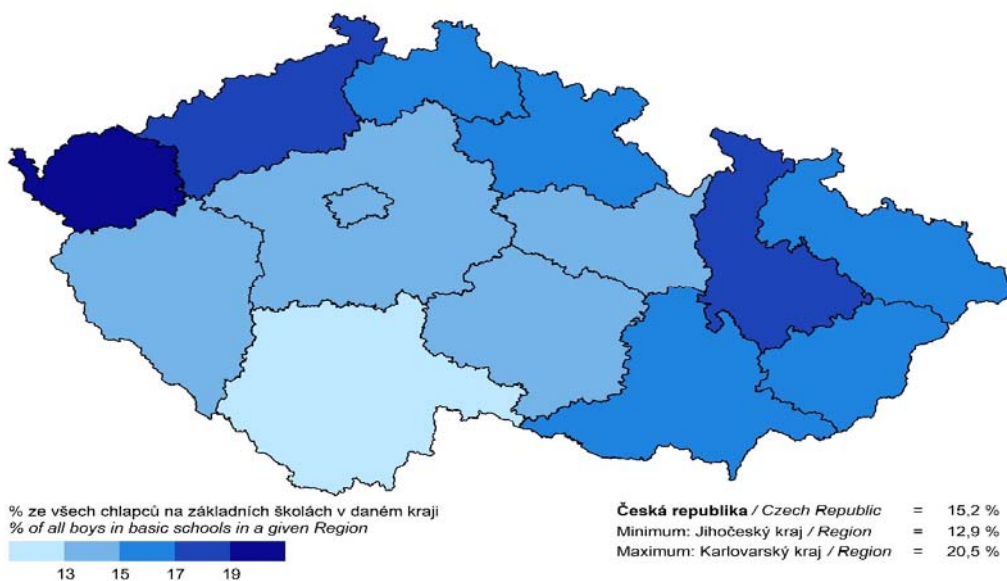 % ze všech chlapců na základních školách v daném kraji
% of all boys in basic schools in a given Region
13 15 17 19
Česká republika / Czech Republic = 15,2 %
Minimum: Jihočeský kraj / Region = 12,9 %
Maximum: Karlovarský kraj / Region = 20,5 %